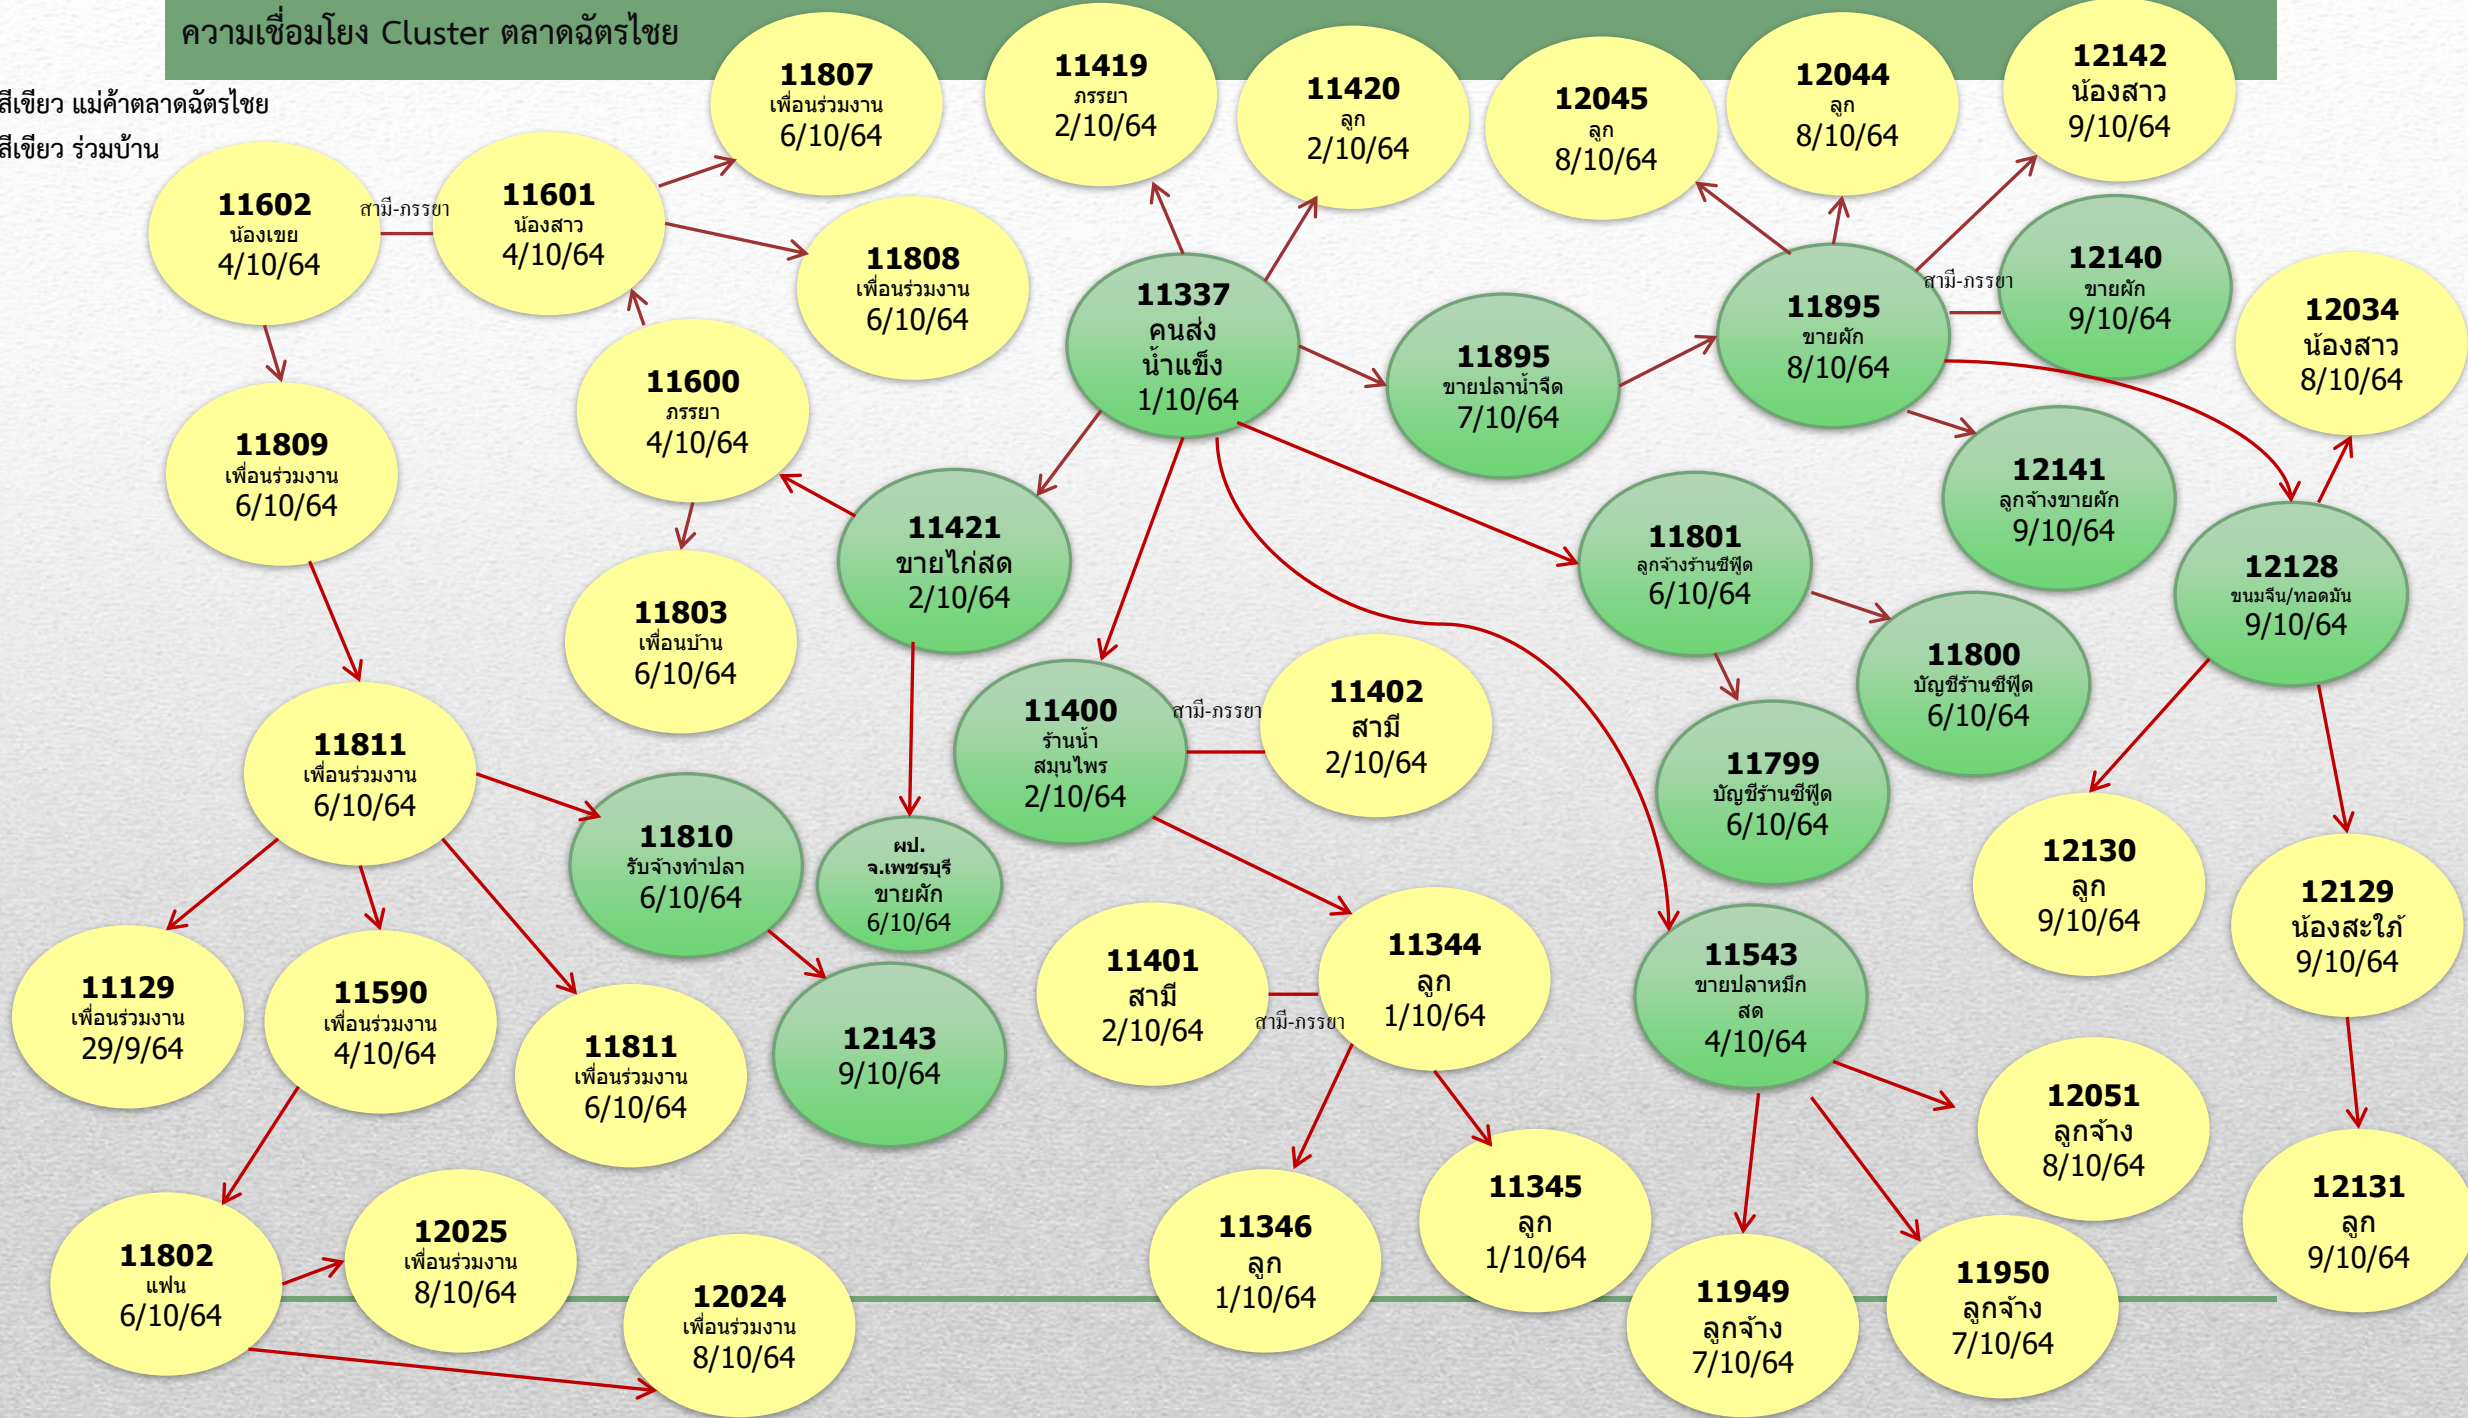 ความเชื่อมโยง Cluster ตลาดฉัตรไชย
สีเขียว แม่ค้าตลาดฉัตรไชย
สีเขียว ร่วมบ้าน
11807
เพื่อนร่วมงาน
6/10/64
11419
ภรรยา
2/10/64
11420
ลูก
2/10/64
12045
ลูก
8/10/64
12044
ลูก
8/10/64
12142
น้องสาว
9/10/64
11602
น้องเขย
4/10/64
สามี-ภรรยา
11601
น้องสาว
4/10/64
11808
เพื่อนร่วมงาน
6/10/64
11337
คนส่ง
น้ำแข็ง
1/10/64
11895
ขายปลาน้ำจืด
7/10/64
11895
ขายผัก
8/10/64
สามี-ภรรยา
12140
ขายผัก
9/10/64
12034
น้องสาว
8/10/64
11809
เพื่อนร่วมงาน
6/10/64
11600
ภรรยา
4/10/64
11421
ขายไก่สด
2/10/64
11801
ลูกจ้างร้านซีฟู๊ด
6/10/64
12141
ลูกจ้างขายผัก
9/10/64
12128
ขนมจีน/ทอดมัน
9/10/64
11803
เพื่อนบ้าน
6/10/64
11400
ร้านน้ำ
สมุนไพร
2/10/64
สามี-ภรรยา
11402
สามี
2/10/64
11800
บัญชีร้านซีฟู๊ด
6/10/64
11799
บัญชีร้านซีฟู๊ด
6/10/64
11811
เพื่อนร่วมงาน
6/10/64
11810
รับจ้างทำปลา
6/10/64
ผป.
จ.เพชรบุรี
ขายผัก
6/10/64
12130
ลูก
9/10/64
12129
น้องสะใภ้
9/10/64
11129
เพื่อนร่วมงาน
29/9/64
11590
เพื่อนร่วมงาน
4/10/64
11811
เพื่อนร่วมงาน
6/10/64
12143
9/10/64
11401
สามี
2/10/64
สามี-ภรรยา
11344
ลูก
1/10/64
11543
ขายปลาหมึก
สด
4/10/64
12051
ลูกจ้าง
8/10/64
11802
แฟน
6/10/64
12025
เพื่อนร่วมงาน
8/10/64
12024
เพื่อนร่วมงาน
8/10/64
11346
ลูก
1/10/64
11345
ลูก
1/10/64
11949
ลูกจ้าง
7/10/64
11950
ลูกจ้าง
7/10/64
12131
ลูก
9/10/64